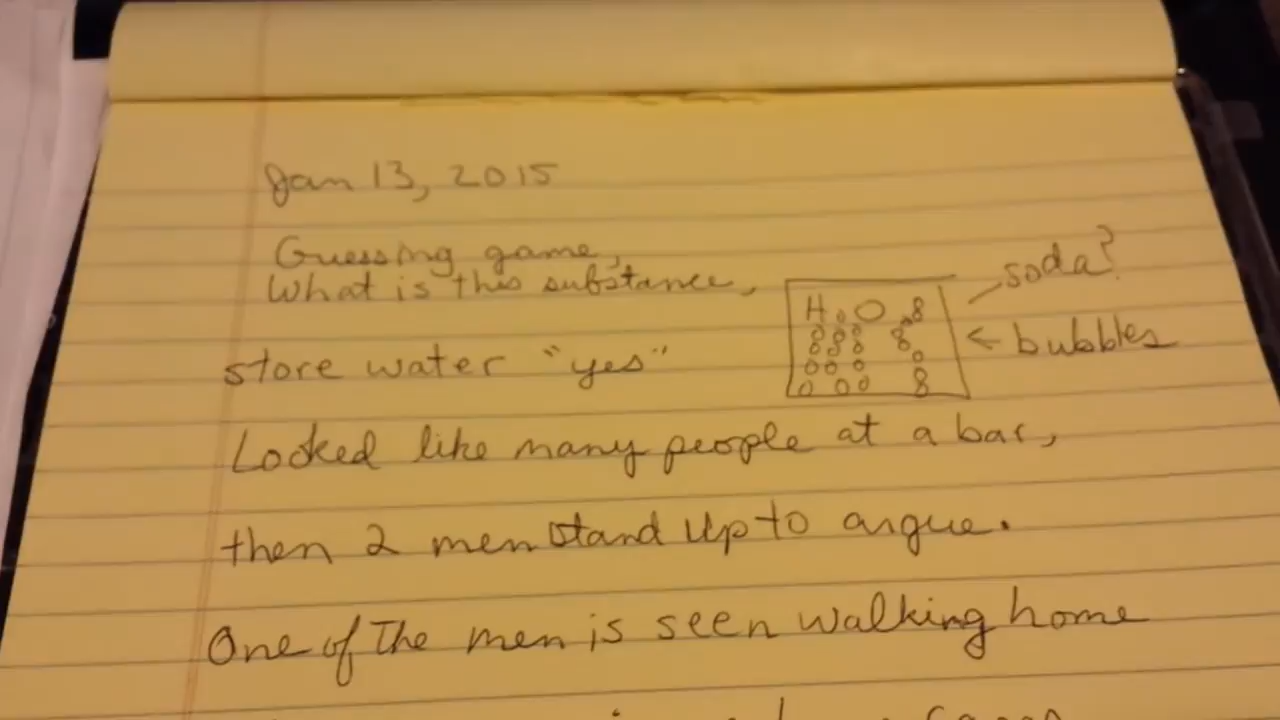 Jan 13, 2015
Guessing game,
What is this substance,
soda?
H2O
bubbles
store water "yes"
Looked like many people at a bar,
then 2 men stand up to argue.
One of The men is seen walking home